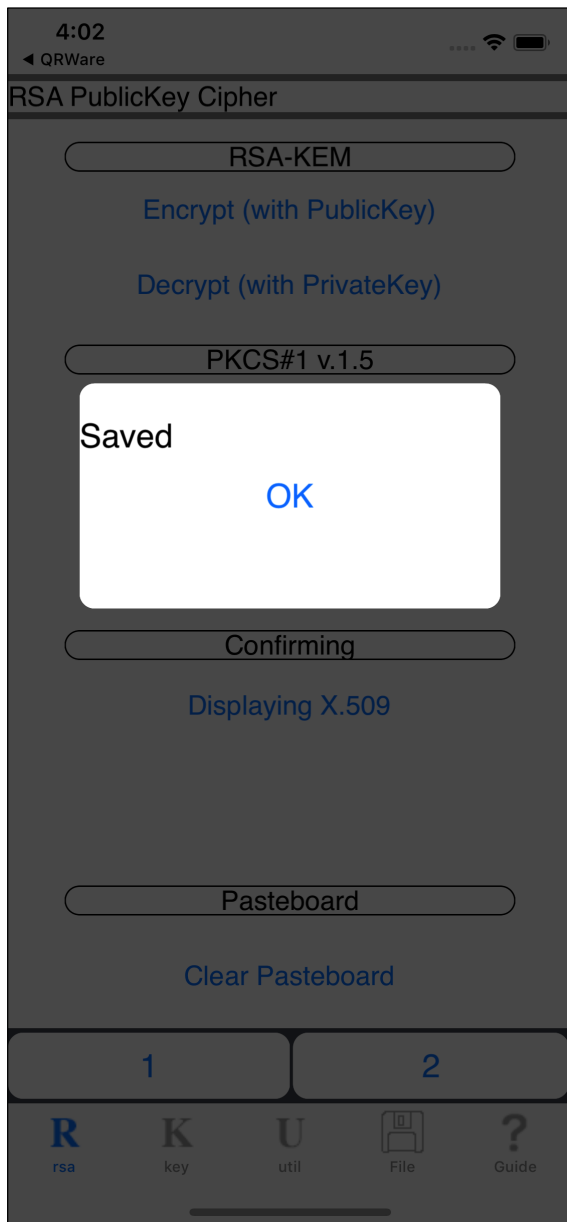 4:02
◀ QRWare
RSA PublicKey Cipher
RSA-KEM
Encrypt (with PublicKey)
Decrypt (with PrivateKey)
PKCS#1 v.1.5
Saved
OK
Confirming
Displaying X.509
Pasteboard
Clear Pasteboard
1 2
R K U ?
rsa key util File Guide